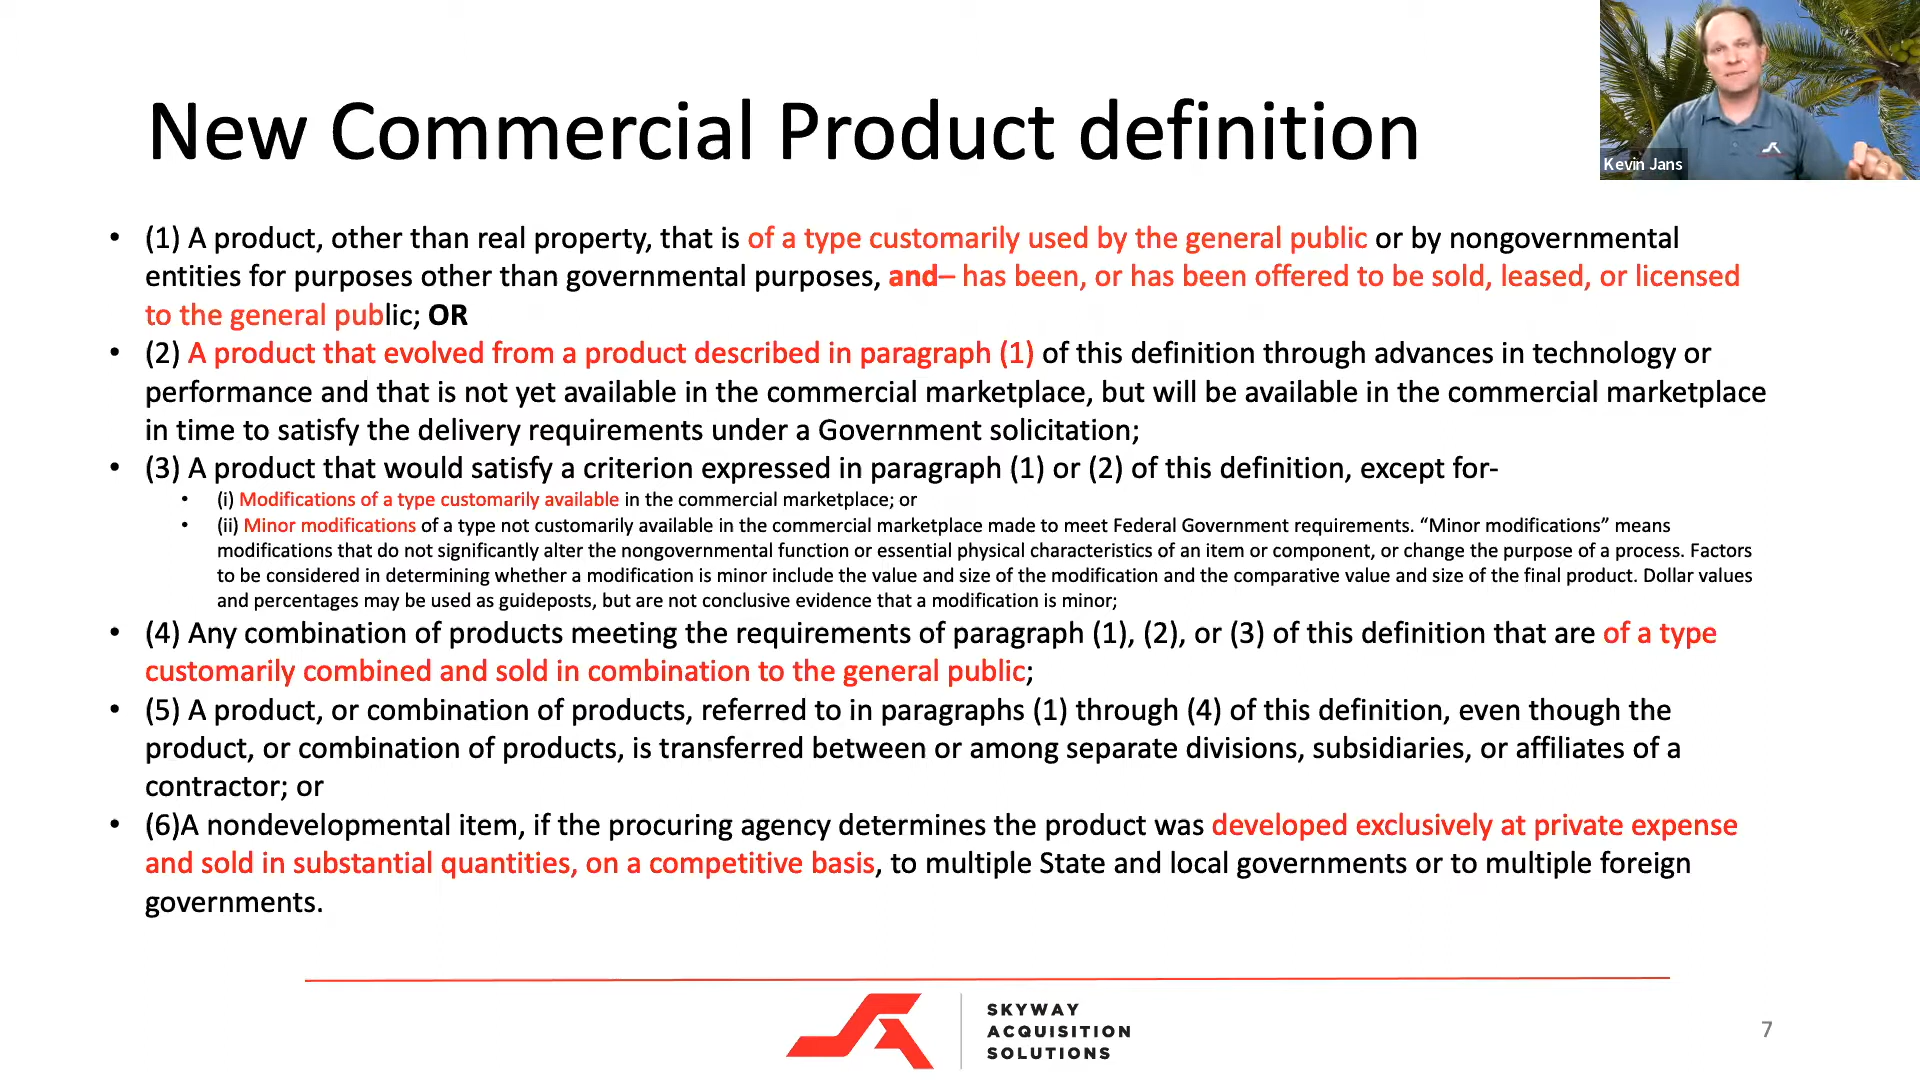 New Commercial Product definition
Kevin Jans
• (1) A product, other than real property, that is of a type customarily used by the general public or by nongovernmental
entities for purposes other than governmental purposes, and– has been, or has been offered to be sold, leased, or licensed
to the general public; OR
• (2) A product that evolved from a product described in paragraph (1) of this definition through advances in technology or
performance and that is not yet available in the commercial marketplace, but will be available in the commercial marketplace
in time to satisfy the delivery requirements under a Government solicitation;
• (3) A product that would satisfy a criterion expressed in paragraph (1) or (2) of this definition, except for-
• (i) Modifications of a type customarily available in the commercial marketplace; or
• (ii) Minor modifications of a type not customarily available in the commercial marketplace made to meet Federal Government requirements. “Minor modifications” means
modifications that do not significantly alter the nongovernmental function or essential physical characteristics of an item or component, or change the purpose of a process. Factors
to be considered in determining whether a modification is minor include the value and size of the modification and the comparative value and size of the final product. Dollar values
and percentages may be used as guideposts, but are not conclusive evidence that a modification is minor;
• (4) Any combination of products meeting the requirements of paragraph (1), (2), or (3) of this definition that are of a type
customarily combined and sold in combination to the general public;
• (5) A product, or combination of products, referred to in paragraphs (1) through (4) of this definition, even though the
product, or combination of products, is transferred between or among separate divisions, subsidiaries, or affiliates of a
contractor; or
• (6)A nondevelopmental item, if the procuring agency determines the product was developed exclusively at private expense
and sold in substantial quantities, on a competitive basis, to multiple State and local governments or to multiple foreign
governments.
SKYWAY
ACQUISITION
SOLUTIONS
7